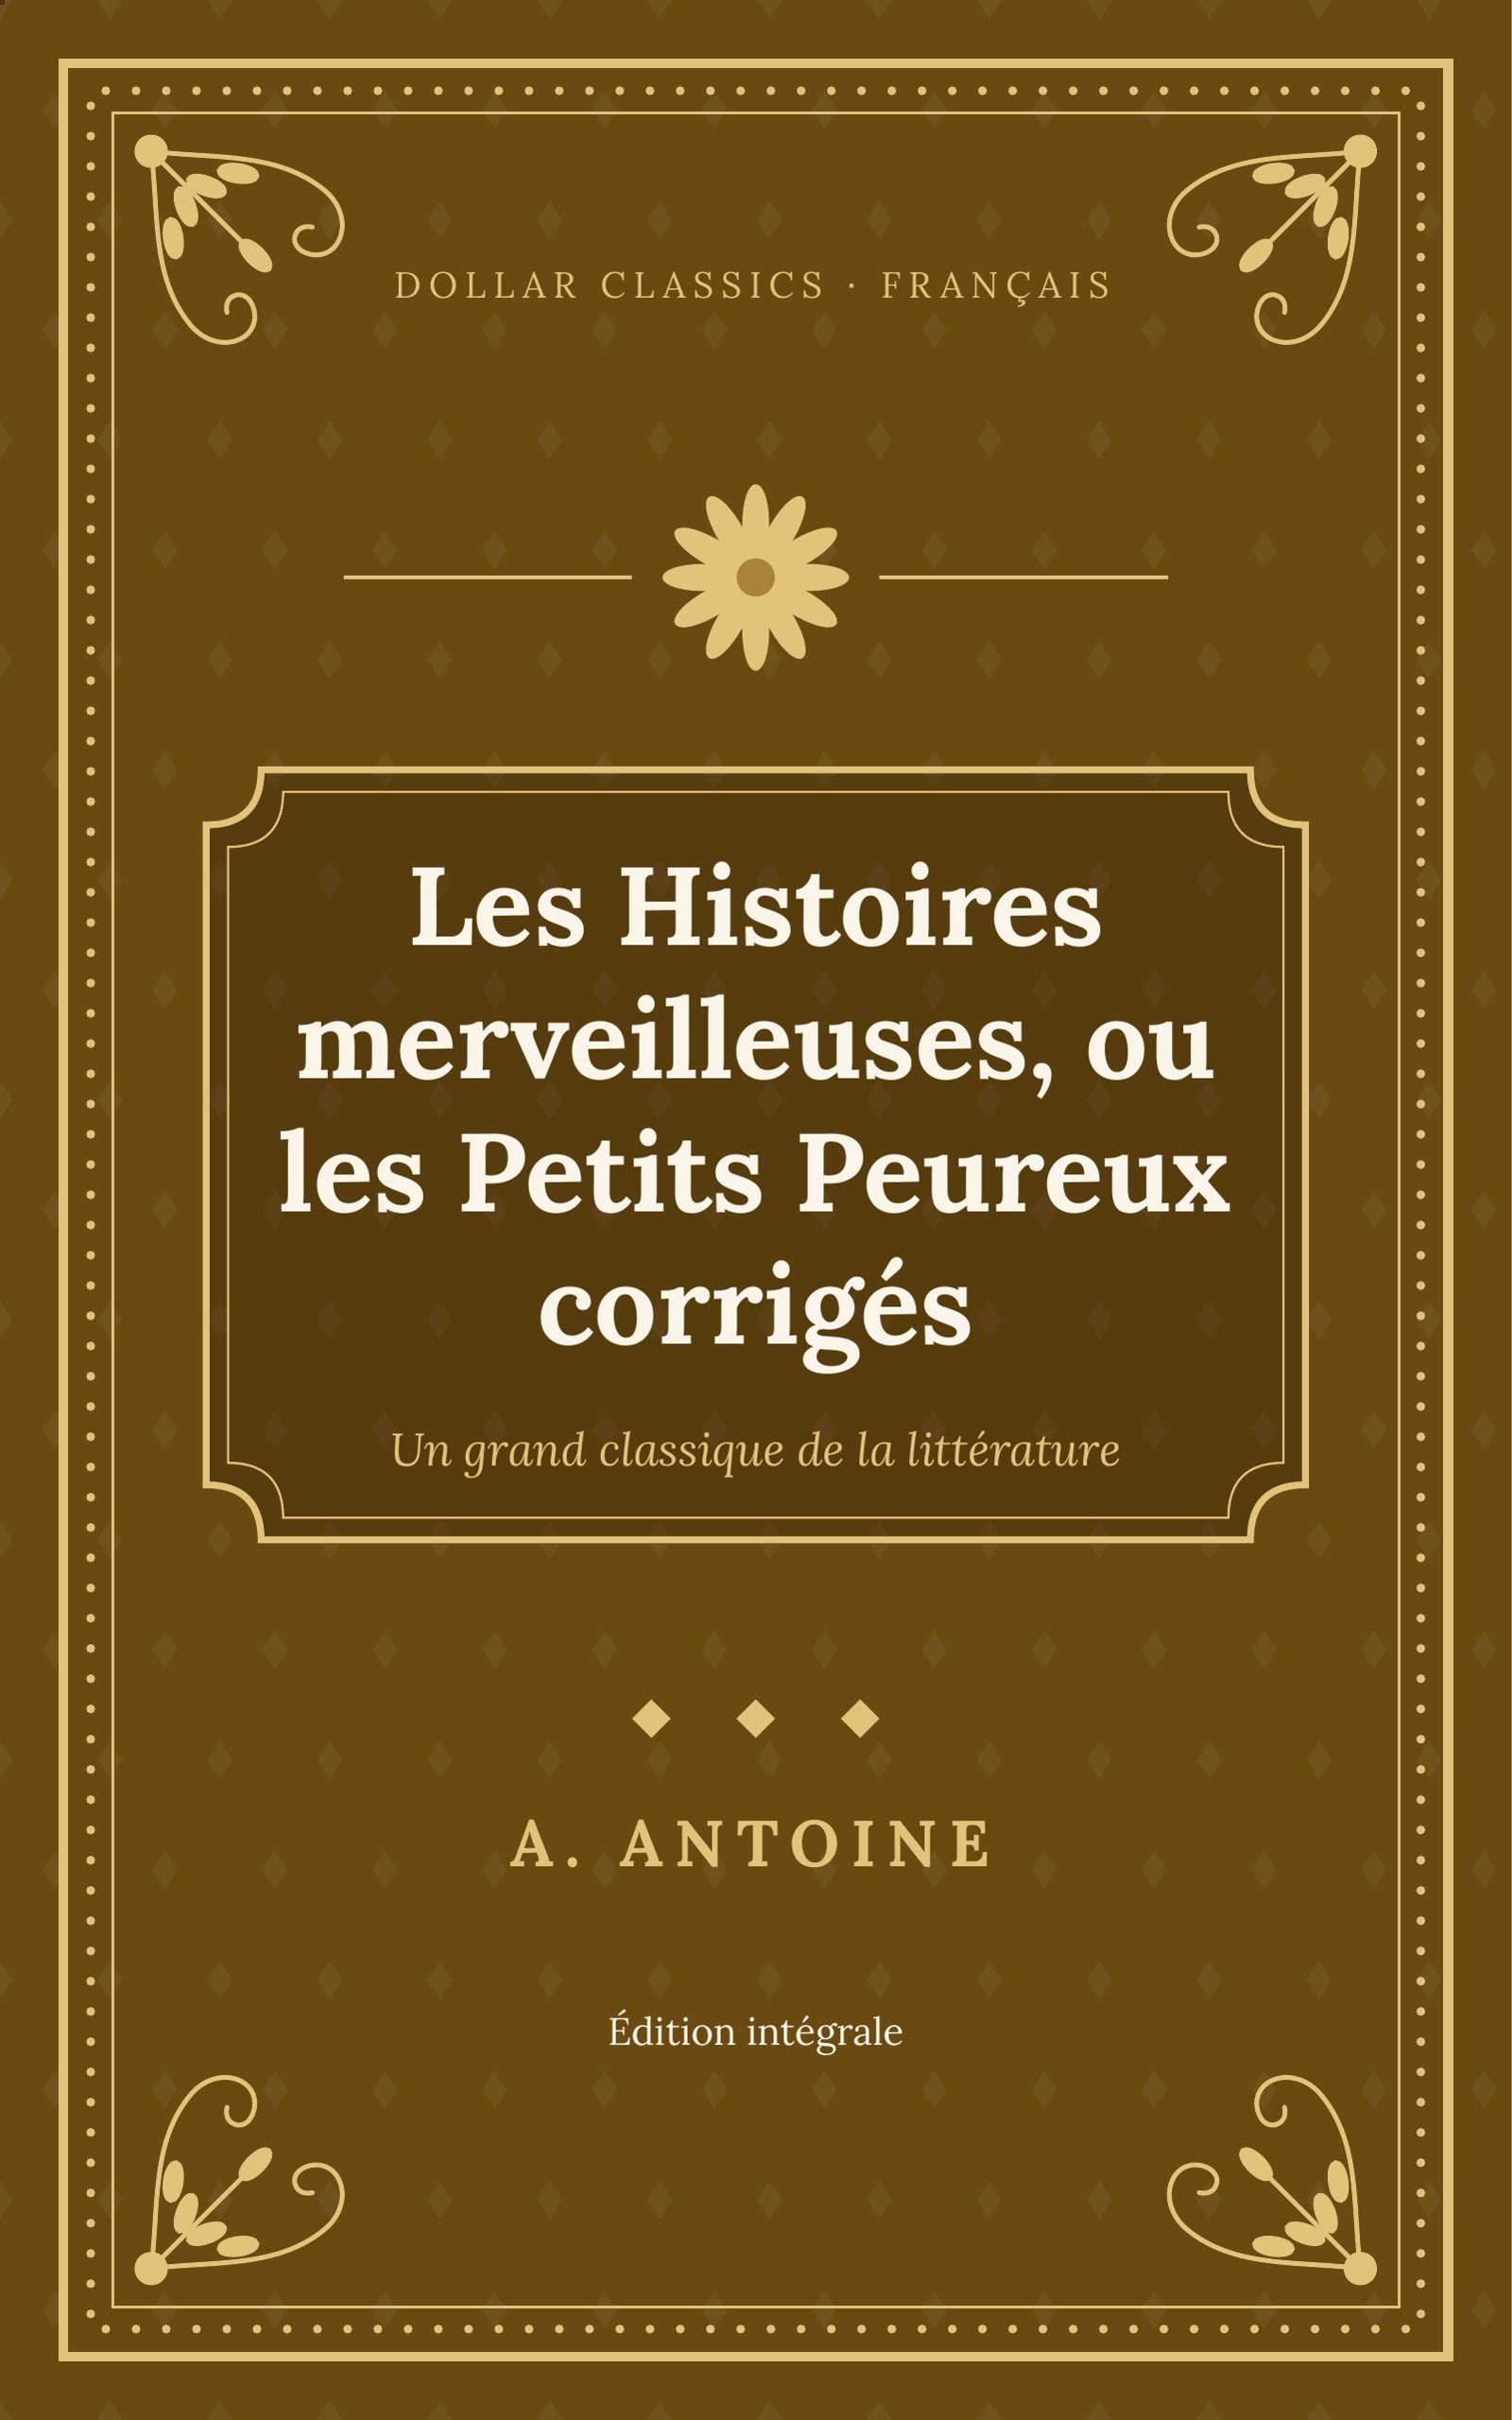 DOLLAR CLASSICS · FRANÇAIS
Les Histoires
merveilleuses, ou
les Petits Peureux
corrigés
Un grand classique de la littérature
A. ANTOINE
Édition intégrale